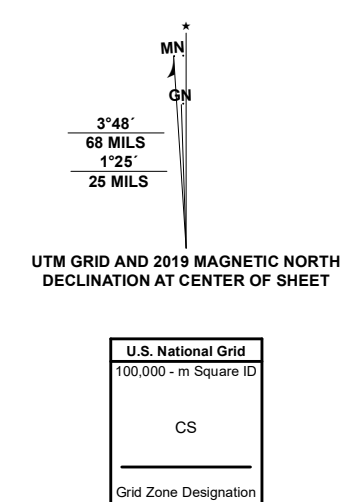 ★
MN
GN
3°48´
68 MILS
1°25´
25 MILS
UTM GRID AND 2019 MAGNETIC NORTH
DECLINATION AT CENTER OF SHEET
U.S. National Grid
100,000 - m Square ID
CS
Grid Zone Designation